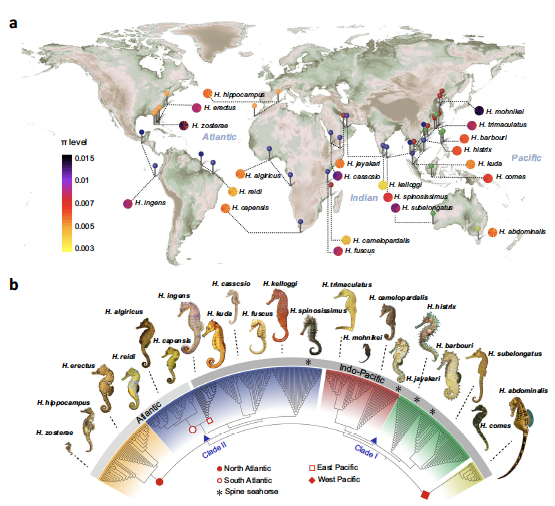 a
H. hippocampus
H. erectus
H. zosterae
Atlantic
H. mohnikei
H. trimaculatus
H. barbouri
H. histrix
Pacific
H. kuda
H. comes
π level
0.015
0.01
0.007
0.005
0.003
H. algiricus
H. reidi
H. ingens
H. capensis
H. jayakari
H. casscsio
H. kelloggi
Indian
H. spinosissimus
H. subelongatus
H. abdominalis
H. camelopardalis
H. fuscus
b
H. casscsio
H. kelloggi
H. trimaculatus
H. ingens
H. camelopardalis
H. algiricus
H. kuda
H. fuscus
H. spinosissimus
H. histrix
H. capensis
H. mohnikei
H. barbouri
H. reidi
H. jayakari
H. subelongatus
H. erectus
H. abdominalis
H. hippocampus
H. comes
H. zosterae
Atlantic
Indo-Pacific
* * * *
Clade II
Clade I
North Atlantic
East Pacific
South Atlantic
West Pacific
* Spine seahorse